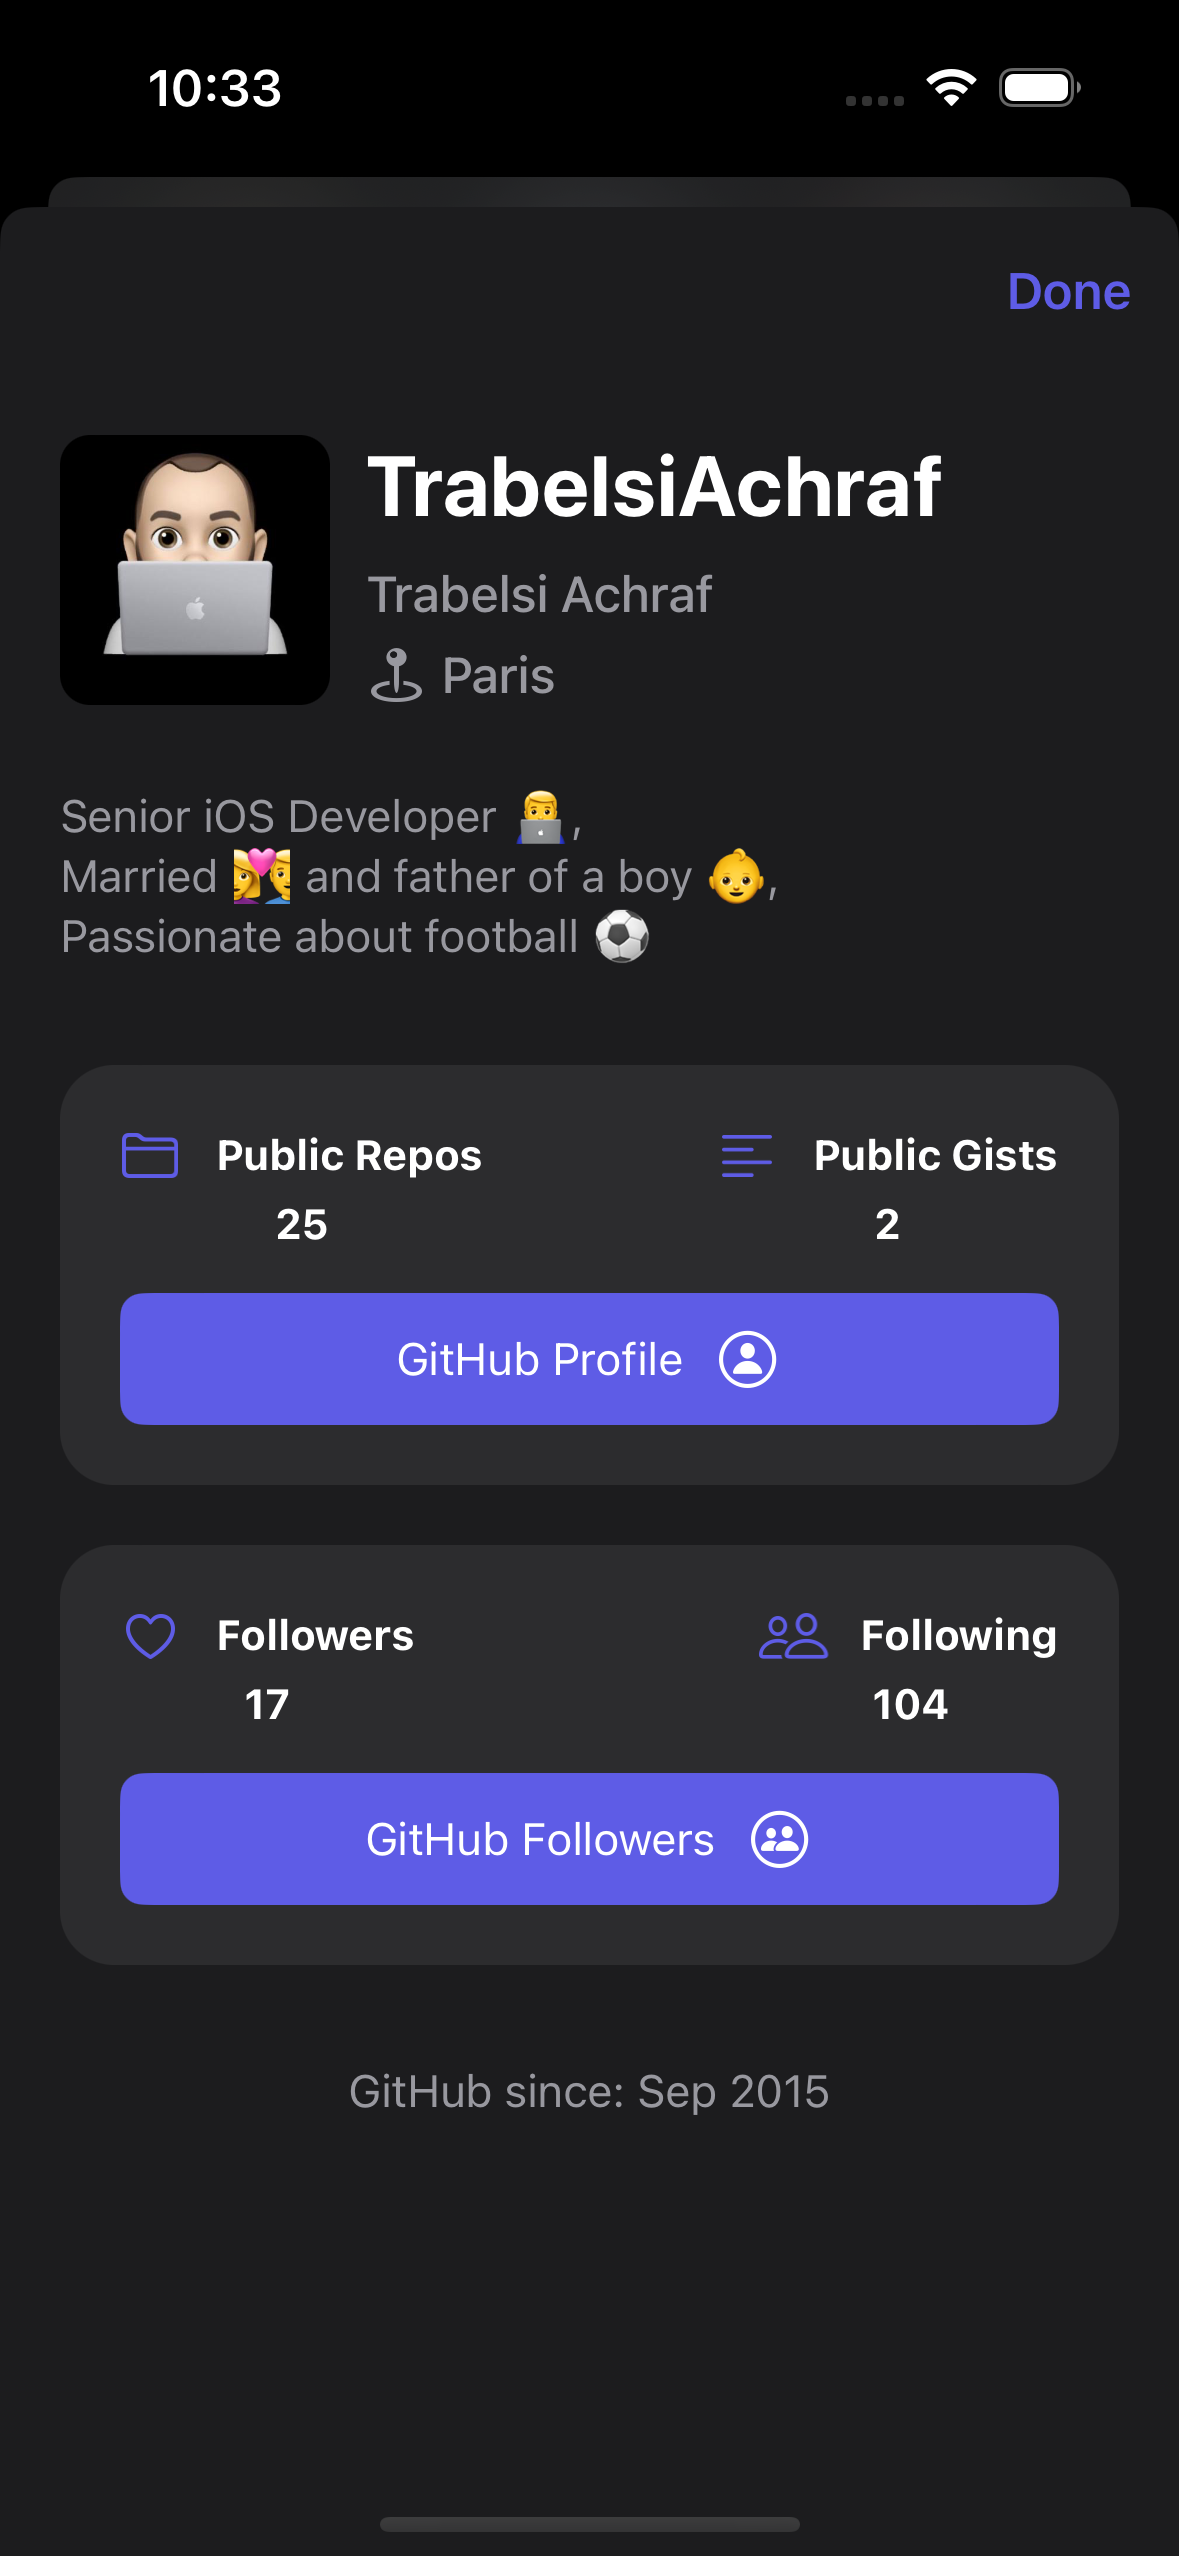 10:33
Done
TrabelsiAchraf
Trabelsi Achraf
Paris
Senior iOS Developer 👨‍💻,
Married 👩‍❤️‍👨 and father of a boy 👶,
Passionate about football ⚽
Public Repos
25
Public Gists
2
GitHub Profile
Followers
17
Following
104
GitHub Followers
GitHub since: Sep 2015